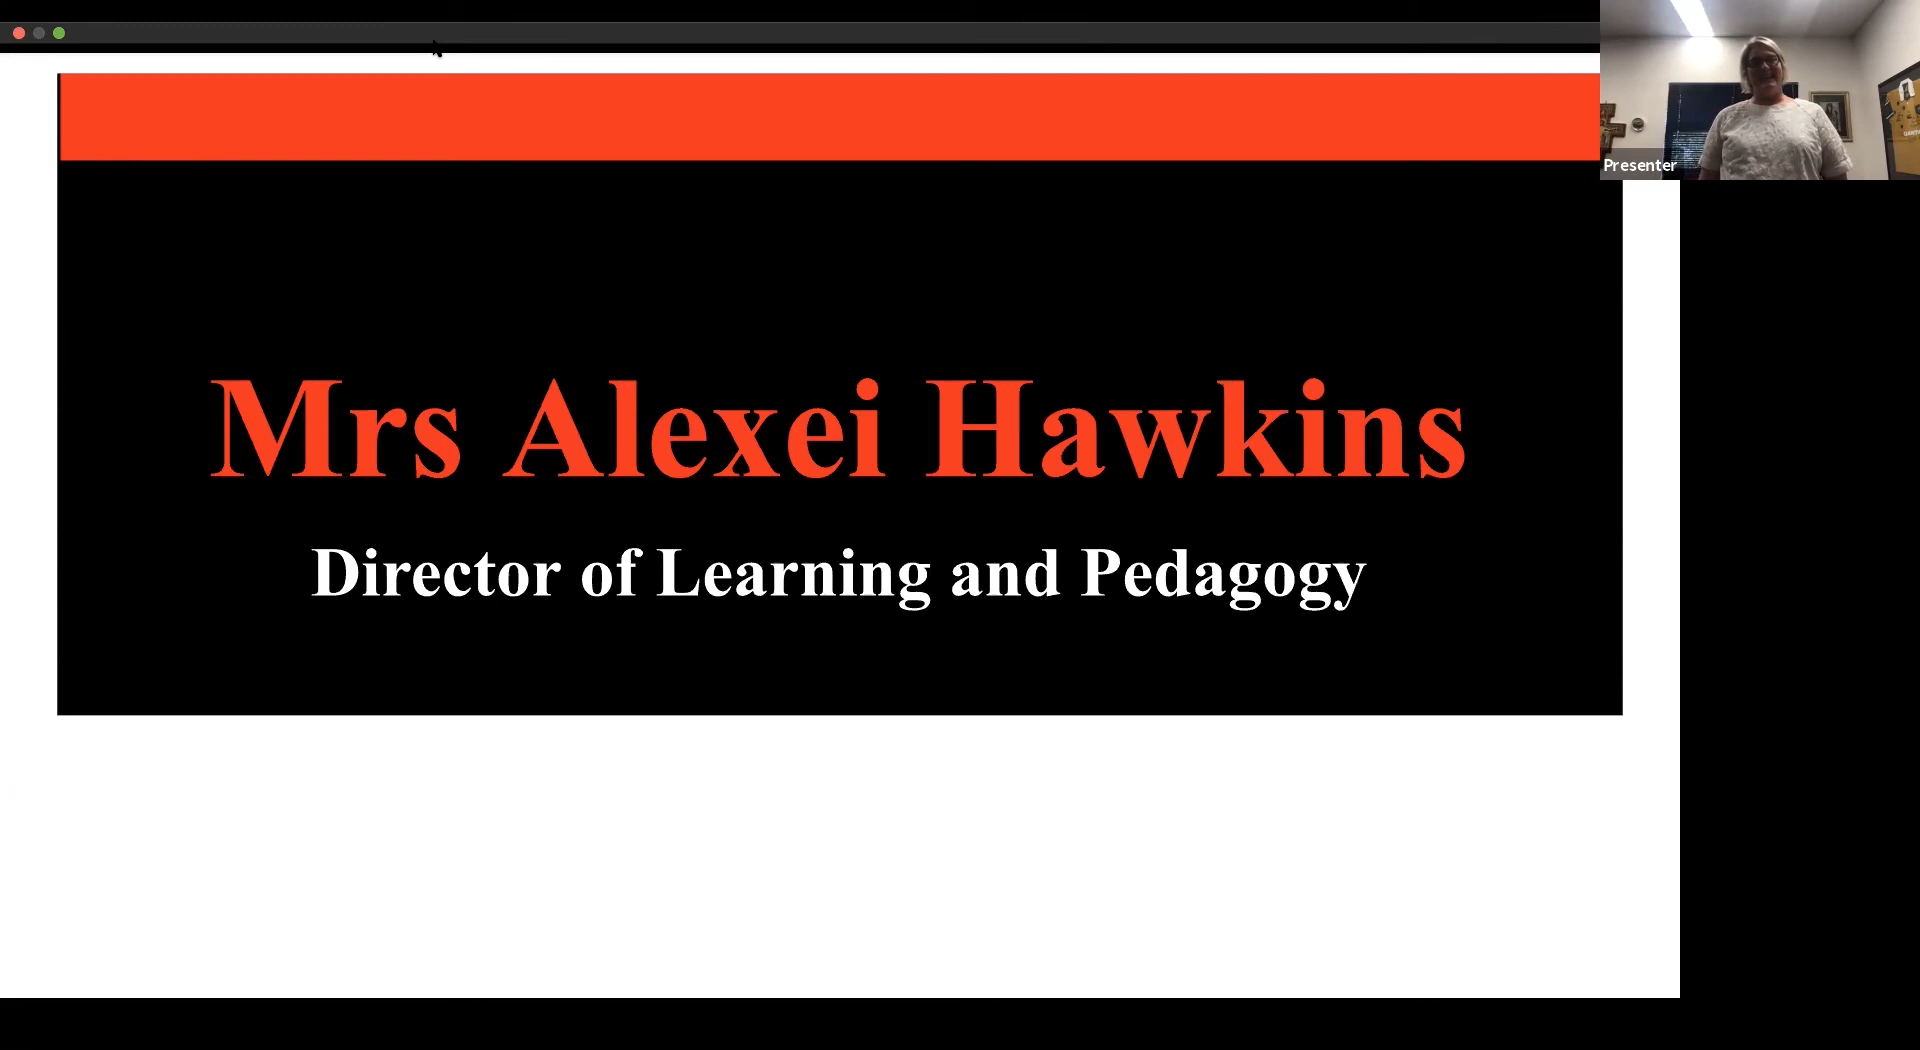 Mrs Alexei Hawkins
Director of Learning and Pedagogy
Presenter